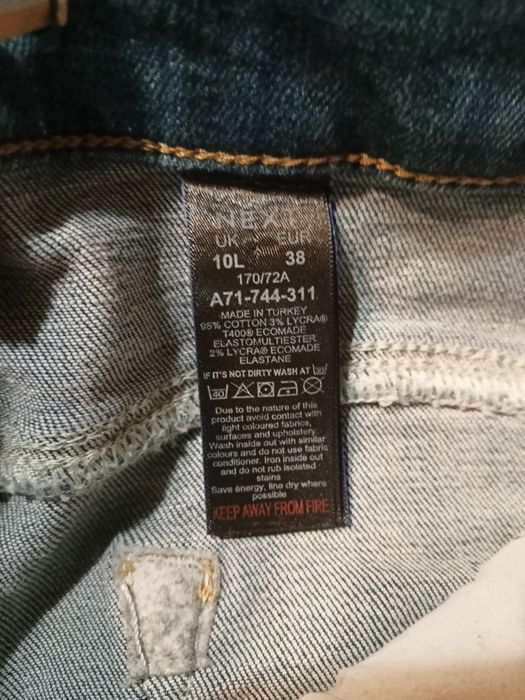 NEXT
UK EUR
10L 38
170/72A
A71-744-311
MADE IN TURKEY
95% COTTON 3% LYCRA®
T400® ECOMADE
ELASTOMULTIESTER
2% LYCRA® ECOMADE
ELASTANE
IF IT'S NOT DIRTY WASH AT 30
40
Due to the nature of this
product avoid contact with
light coloured fabrics,
surfaces and upholstery.
Wash inside out with similar
colours and do not use fabric
conditioner. Iron inside out
and do not rub isolated
stains
Save energy, line dry where
possible
KEEP AWAY FROM FIRE